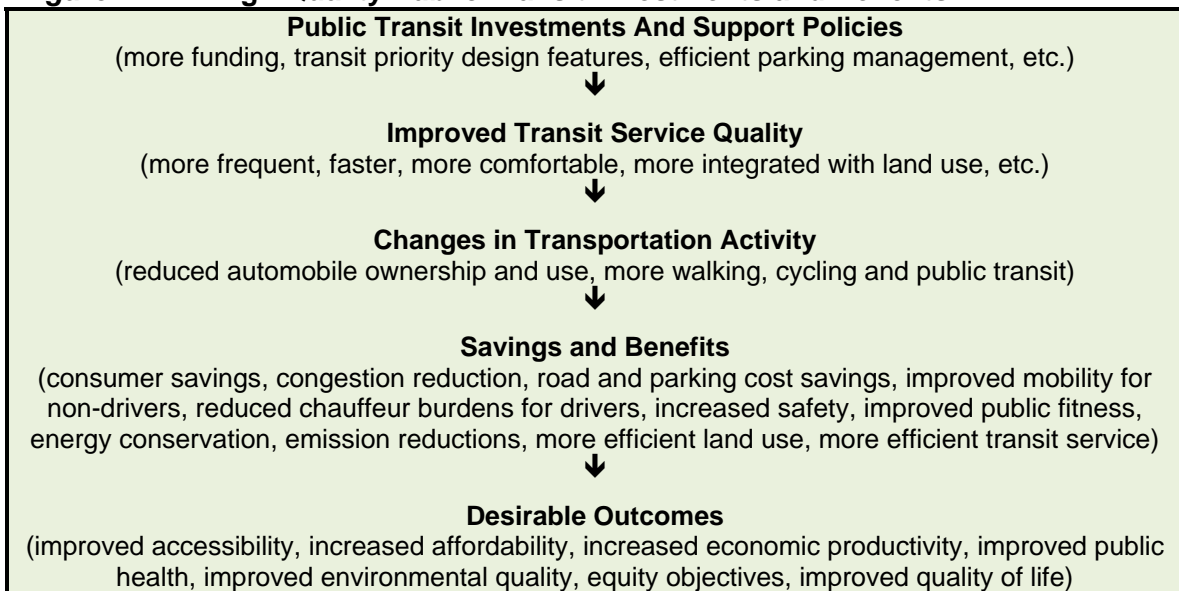 Public Transit Investments And Support Policies
(more funding, transit priority design features, efficient parking management, etc.)
Improved Transit Service Quality
(more frequent, faster, more comfortable, more integrated with land use, etc.)
Changes in Transportation Activity
(reduced automobile ownership and use, more walking, cycling and public transit)
Savings and Benefits
(consumer savings, congestion reduction, road and parking cost savings, improved mobility for
non-drivers, reduced chauffeur burdens for drivers, increased safety, improved public fitness,
energy conservation, emission reductions, more efficient land use, more efficient transit service)
Desirable Outcomes
(improved accessibility, increased affordability, increased economic productivity, improved public
health, improved environmental quality, equity objectives, improved quality of life)